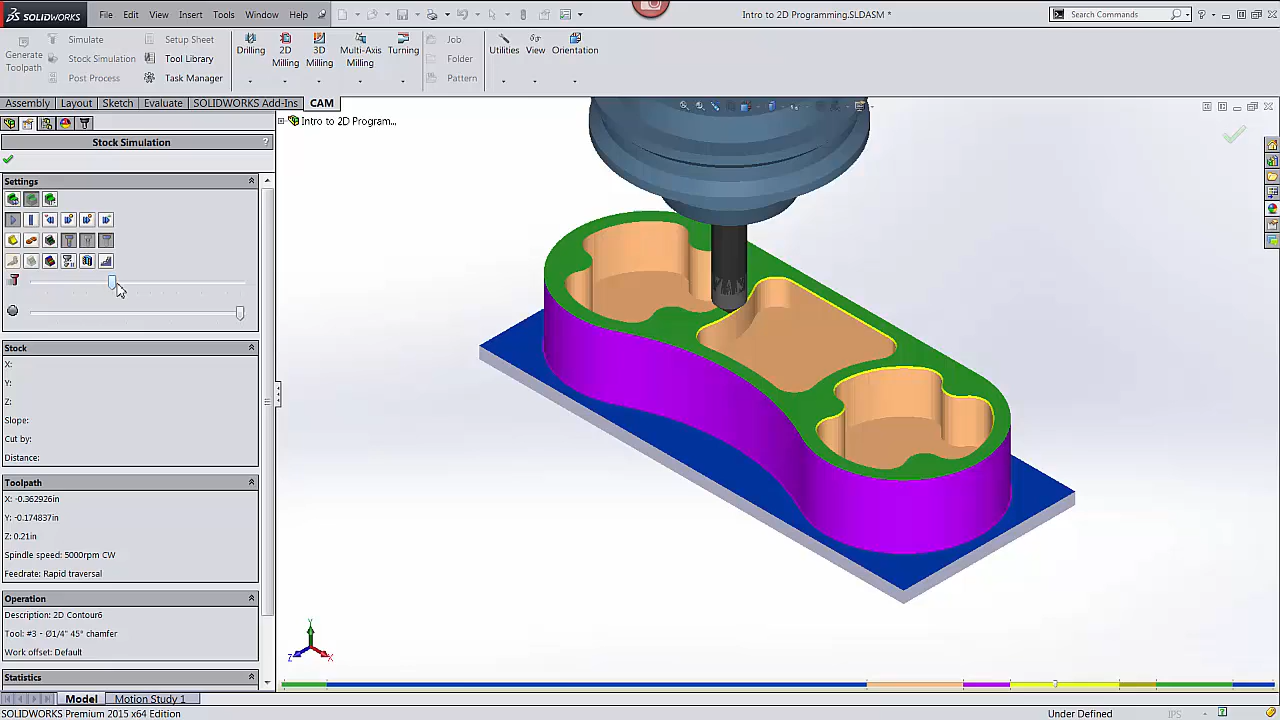 SOLIDWORKS
File Edit View Insert Tools Window Help
Intro to 2D Programming.SLDASM *
Search Commands
Generate Toolpath
Simulate
Stock Simulation
Post Process
Setup Sheet
Tool Library
Task Manager
Drilling
2D Milling
3D Milling
Multi-Axis Milling
Turning
Job
Folder
Pattern
Utilities
View
Orientation
Assembly Layout Sketch Evaluate SOLIDWORKS Add-Ins CAM
Intro to 2D Program...
Stock Simulation
?
Settings
Stock
X:
Y:
Z:
Slope:
Cut by:
Distance:
Toolpath
X: -0.362926in
Y: -0.174837in
Z: 0.21in
Spindle speed: 5000rpm CW
Feedrate: Rapid traversal
Operation
Description: 2D Contour6
Tool: #3 - Ø1/4" 45° chamfer
Work offset: Default
Statistics
Y
Z
X
Model Motion Study 1
SOLIDWORKS Premium 2015 x64 Edition
Under Defined
IPS